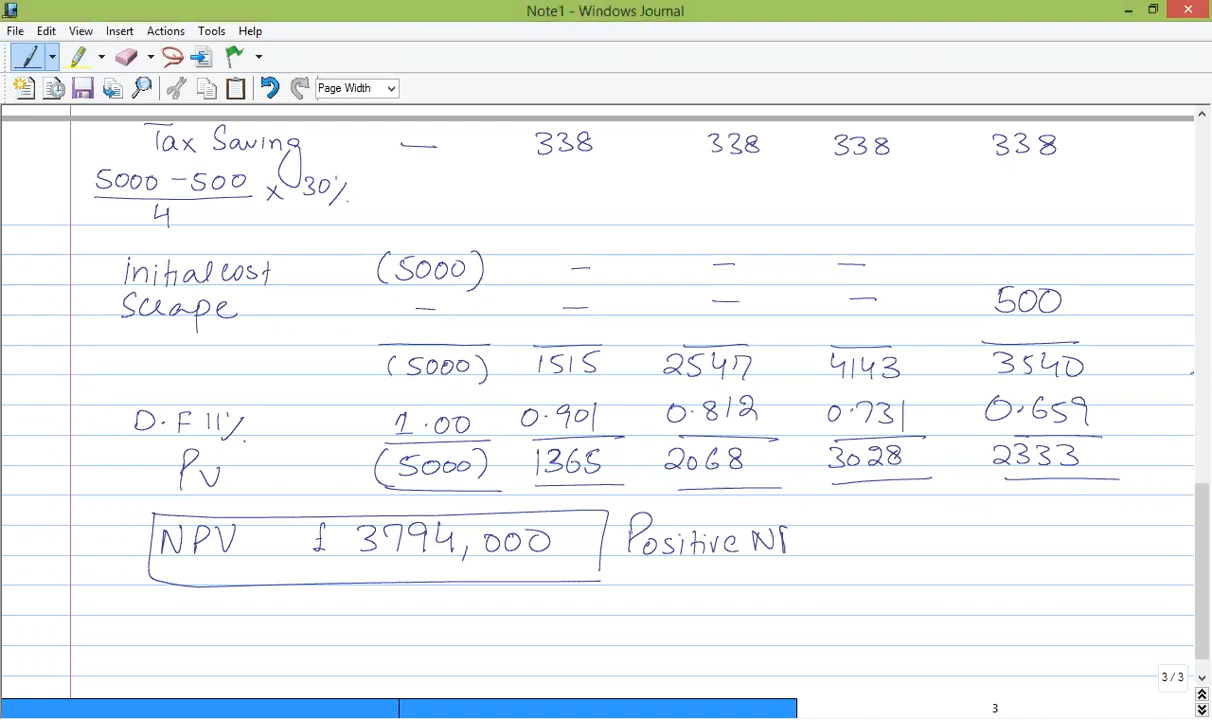 Note1 - Windows Journal
File Edit View Insert Actions Tools Help
Page Width
Tax Saving — 338 338 338 338
5000 - 500 x 30%
4
initial cost (5000) – – –
Scrape – – – – 500
(5000) 1515 2547 4143 3540
D.F 11% 1.00 0.901 0.812 0.731 0.659
PV (5000) 1365 2068 3028 2333
NPV £ 3794,000 Positive NP
3 / 3
3